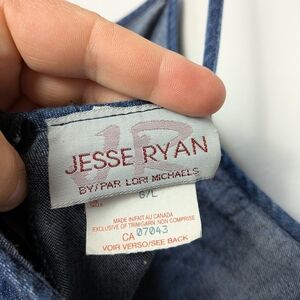 JR
JESSE RYAN
BY/PAR LORI MICHAELS
G/L
MADE IN/FAIT AU CANADA
EXCLUSIVE OF TRIM/GARN. NON COMPRISE
CA 07043
VOIR VERSO/SEE BACK